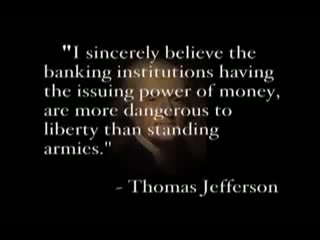 "I sincerely believe the
banking institutions having
the issuing power of money,
are more dangerous to
liberty than standing
armies."
- Thomas Jefferson